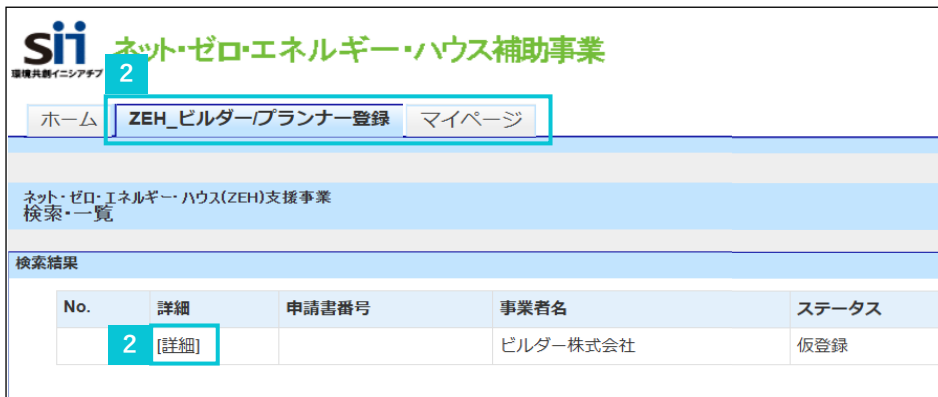 sii ネット・ゼロ・エネルギー・ハウス補助事業
環境共創イニシアチブ
2
ホーム ZEH_ビルダー/プランナー登録 マイページ
ネット・ゼロ・エネルギー・ハウス(ZEH)支援事業
検索・一覧
検索結果
No. 詳細 申請書番号 事業者名 ステータス
2 [詳細] ビルダー株式会社 仮登録